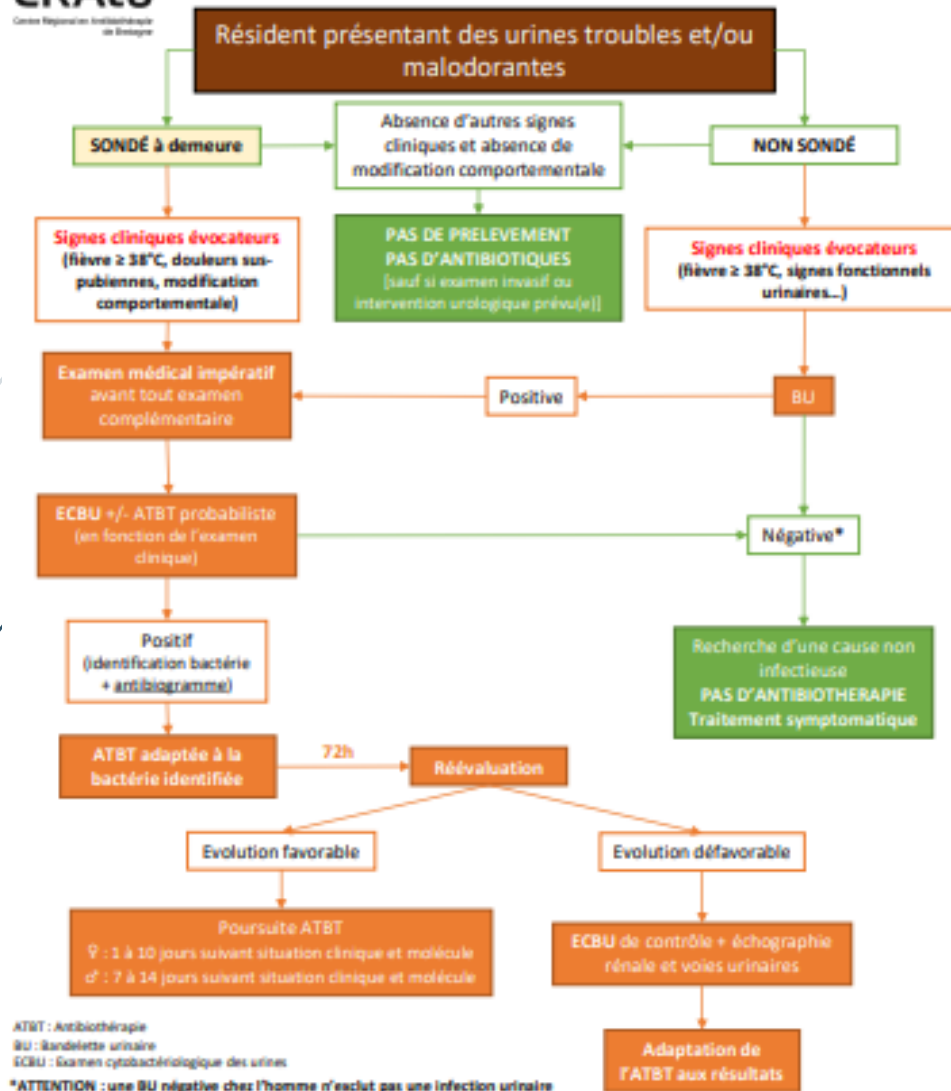 CRAtb
Centre Régional en Antibiothérapie
de Bretagne
Résident présentant des urines troubles et/ou
malodorantes
SONDÉ à demeure
Absence d'autres signes
cliniques et absence de
modification comportementale
NON SONDÉ
Signes cliniques évocateurs
(fièvre ≥ 38°C, douleurs sus-
pubiennes, modification
comportementale)
PAS DE PRELEVEMENT
PAS D'ANTIBIOTIQUES
[sauf si examen invasif ou
intervention urologique prévu(e)]
Signes cliniques évocateurs
(fièvre ≥ 38°C, signes fonctionnels
urinaires...)
Examen médical impératif
avant tout examen
complémentaire
Positive
BU
ECBU +/- ATBT probabiliste
(en fonction de l'examen
clinique)
Négative*
Positif
(identification bactérie
+ antibiogramme)
Recherche d'une cause non
infectieuse
PAS D'ANTIBIOTHERAPIE
Traitement symptomatique
ATBT adaptée à la
bactérie identifiée
72h
Réévaluation
Evolution favorable
Evolution défavorable
Poursuite ATBT
♀ : 1 à 10 jours suivant situation clinique et molécule
♂ : 7 à 14 jours suivant situation clinique et molécule
ECBU de contrôle + échographie
rénale et voies urinaires
Adaptation de
l'ATBT aux résultats
ATBT : Antibiothérapie
BU : Bandelette urinaire
ECBU : Examen cytobactériologique des urines
*ATTENTION : une BU négative chez l'homme n'exclut pas une infection urinaire